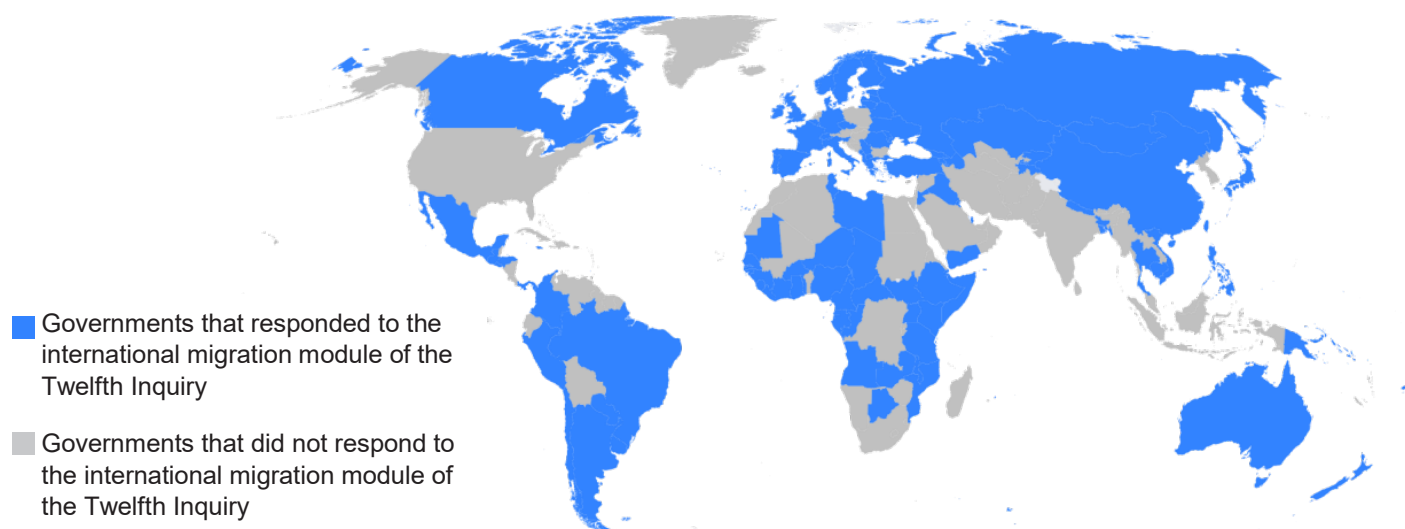 Governments that responded to the
international migration module of the
Twelfth Inquiry
Governments that did not respond to
the international migration module of
the Twelfth Inquiry